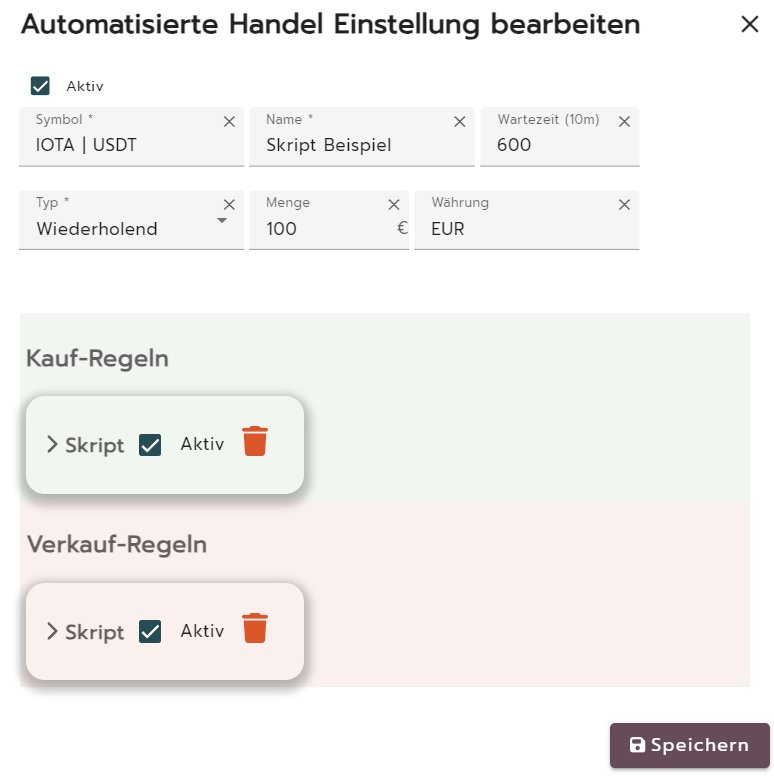 Automatisierte Handel Einstellung bearbeiten
Aktiv
Symbol * Name * Wartezeit (10m)
IOTA | USDT Skript Beispiel 600
Typ * Menge Währung
Wiederholend 100 € EUR
Kauf-Regeln
Skript Aktiv
Verkauf-Regeln
Skript Aktiv
Speichern